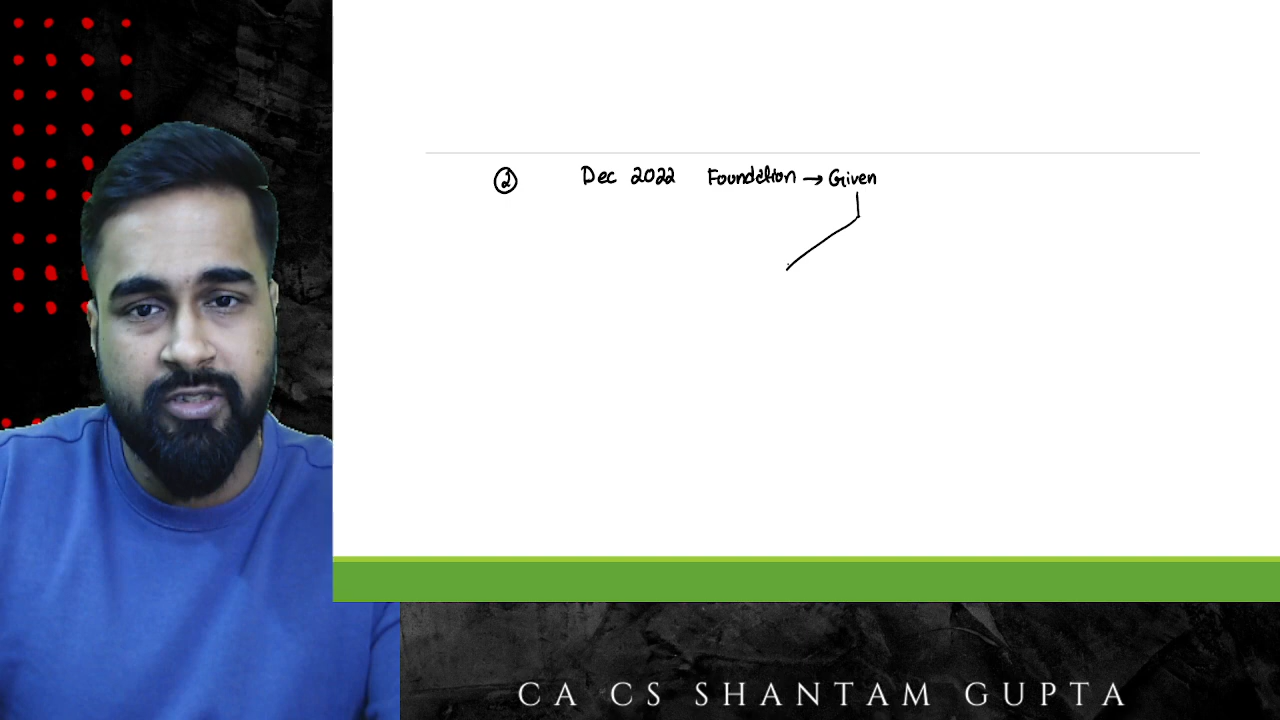 ② Dec 2022 Foundation → Given
CA CS SHANTAM GUPTA